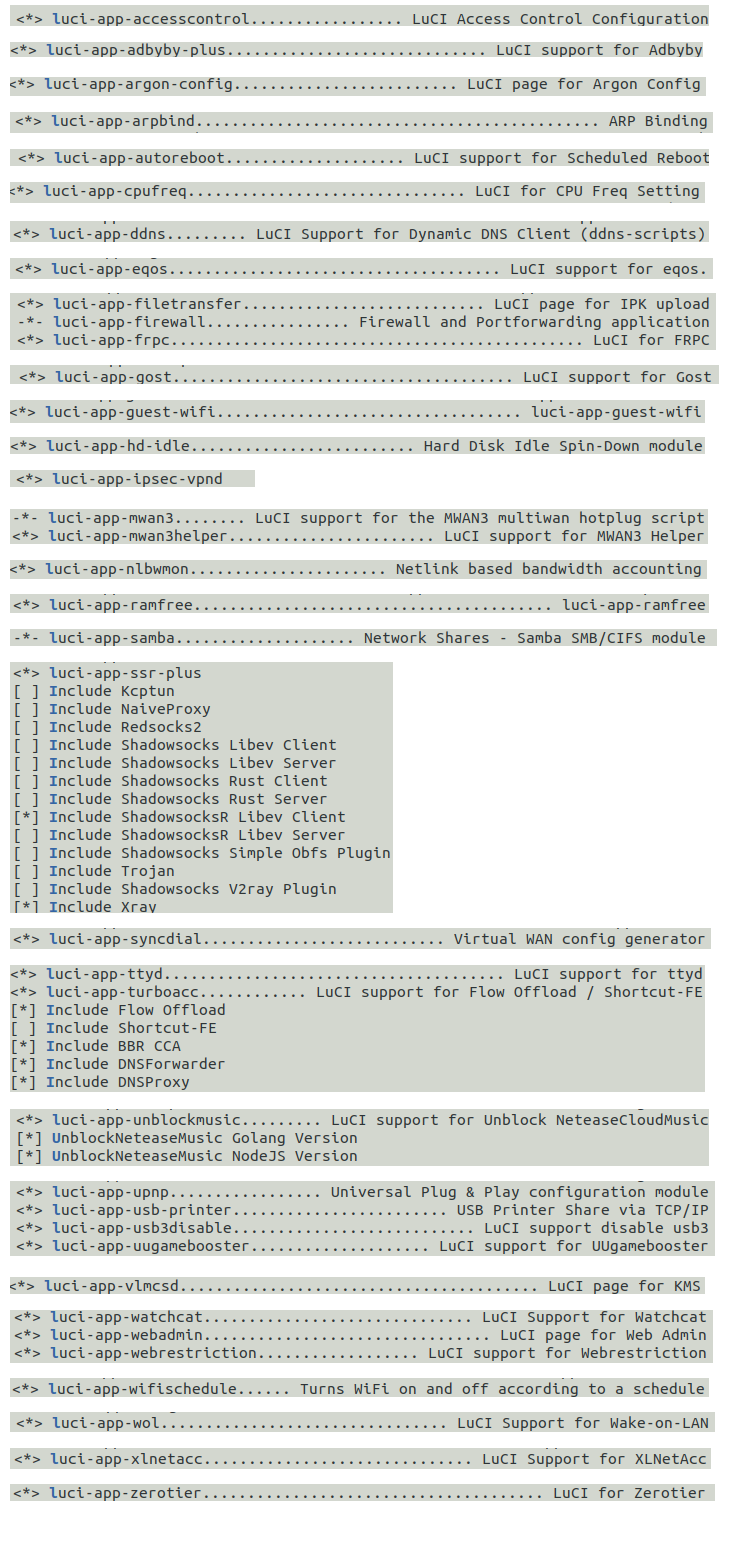 <*> luci-app-accesscontrol................. LuCI Access Control Configuration
<*> luci-app-adbyby-plus............................. LuCI support for Adbyby
<*> luci-app-argon-config......................... LuCI page for Argon Config
<*> luci-app-arpbind............................................. ARP Binding
<*> luci-app-autoreboot.................... LuCI support for Scheduled Reboot
<*> luci-app-cpufreq............................... LuCI for CPU Freq Setting
<*> luci-app-ddns......... LuCI Support for Dynamic DNS Client (ddns-scripts)
<*> luci-app-eqos..................................... LuCI support for eqos.
<*> luci-app-filetransfer........................... LuCI page for IPK upload
-*- luci-app-firewall................ Firewall and Portforwarding application
<*> luci-app-frpc.............................................. LuCI for FRPC
<*> luci-app-gost...................................... LuCI support for Gost
<*> luci-app-guest-wifi.................................. luci-app-guest-wifi
<*> luci-app-hd-idle......................... Hard Disk Idle Spin-Down module
<*> luci-app-ipsec-vpnd
-*- luci-app-mwan3........ LuCI support for the MWAN3 multiwan hotplug script
<*> luci-app-mwan3helper....................... LuCI support for MWAN3 Helper
<*> luci-app-nlbwmon...................... Netlink based bandwidth accounting
<*> luci-app-ramfree........................................ luci-app-ramfree
-*- luci-app-samba.................... Network Shares - Samba SMB/CIFS module
<*> luci-app-ssr-plus
[ ] Include Kcptun
[ ] Include NaiveProxy
[ ] Include Redsocks2
[ ] Include Shadowsocks Libev Client
[ ] Include Shadowsocks Libev Server
[ ] Include Shadowsocks Rust Client
[ ] Include Shadowsocks Rust Server
[*] Include ShadowsocksR Libev Client
[ ] Include ShadowsocksR Libev Server
[ ] Include Shadowsocks Simple Obfs Plugin
[ ] Include Trojan
[ ] Include Shadowsocks V2ray Plugin
[*] Include Xray
<*> luci-app-syncdial........................... Virtual WAN config generator
<*> luci-app-ttyd...................................... LuCI support for ttyd
<*> luci-app-turboacc............ LuCI support for Flow Offload / Shortcut-FE
[*] Include Flow Offload
[ ] Include Shortcut-FE
[*] Include BBR CCA
[*] Include DNSForwarder
[*] Include DNSProxy
<*> luci-app-unblockmusic......... LuCI support for Unblock NeteaseCloudMusic
[*] UnblockNeteaseMusic Golang Version
[*] UnblockNeteaseMusic NodeJS Version
<*> luci-app-upnp................. Universal Plug & Play configuration module
<*> luci-app-usb-printer........................ USB Printer Share via TCP/IP
<*> luci-app-usb3disable........................... LuCI support disable usb3
<*> luci-app-uugamebooster.................... LuCI support for UUgamebooster
<*> luci-app-vlmcsd........................................ LuCI page for KMS
<*> luci-app-watchcat.............................. LuCI Support for Watchcat
<*> luci-app-webadmin................................ LuCI page for Web Admin
<*> luci-app-webrestriction.................. LuCI support for Webrestriction
<*> luci-app-wifischedule...... Turns WiFi on and off according to a schedule
<*> luci-app-wol................................ LuCI Support for Wake-on-LAN
<*> luci-app-xlnetacc.............................. LuCI Support for XLNetAcc
<*> luci-app-zerotier...................................... LuCI for Zerotier